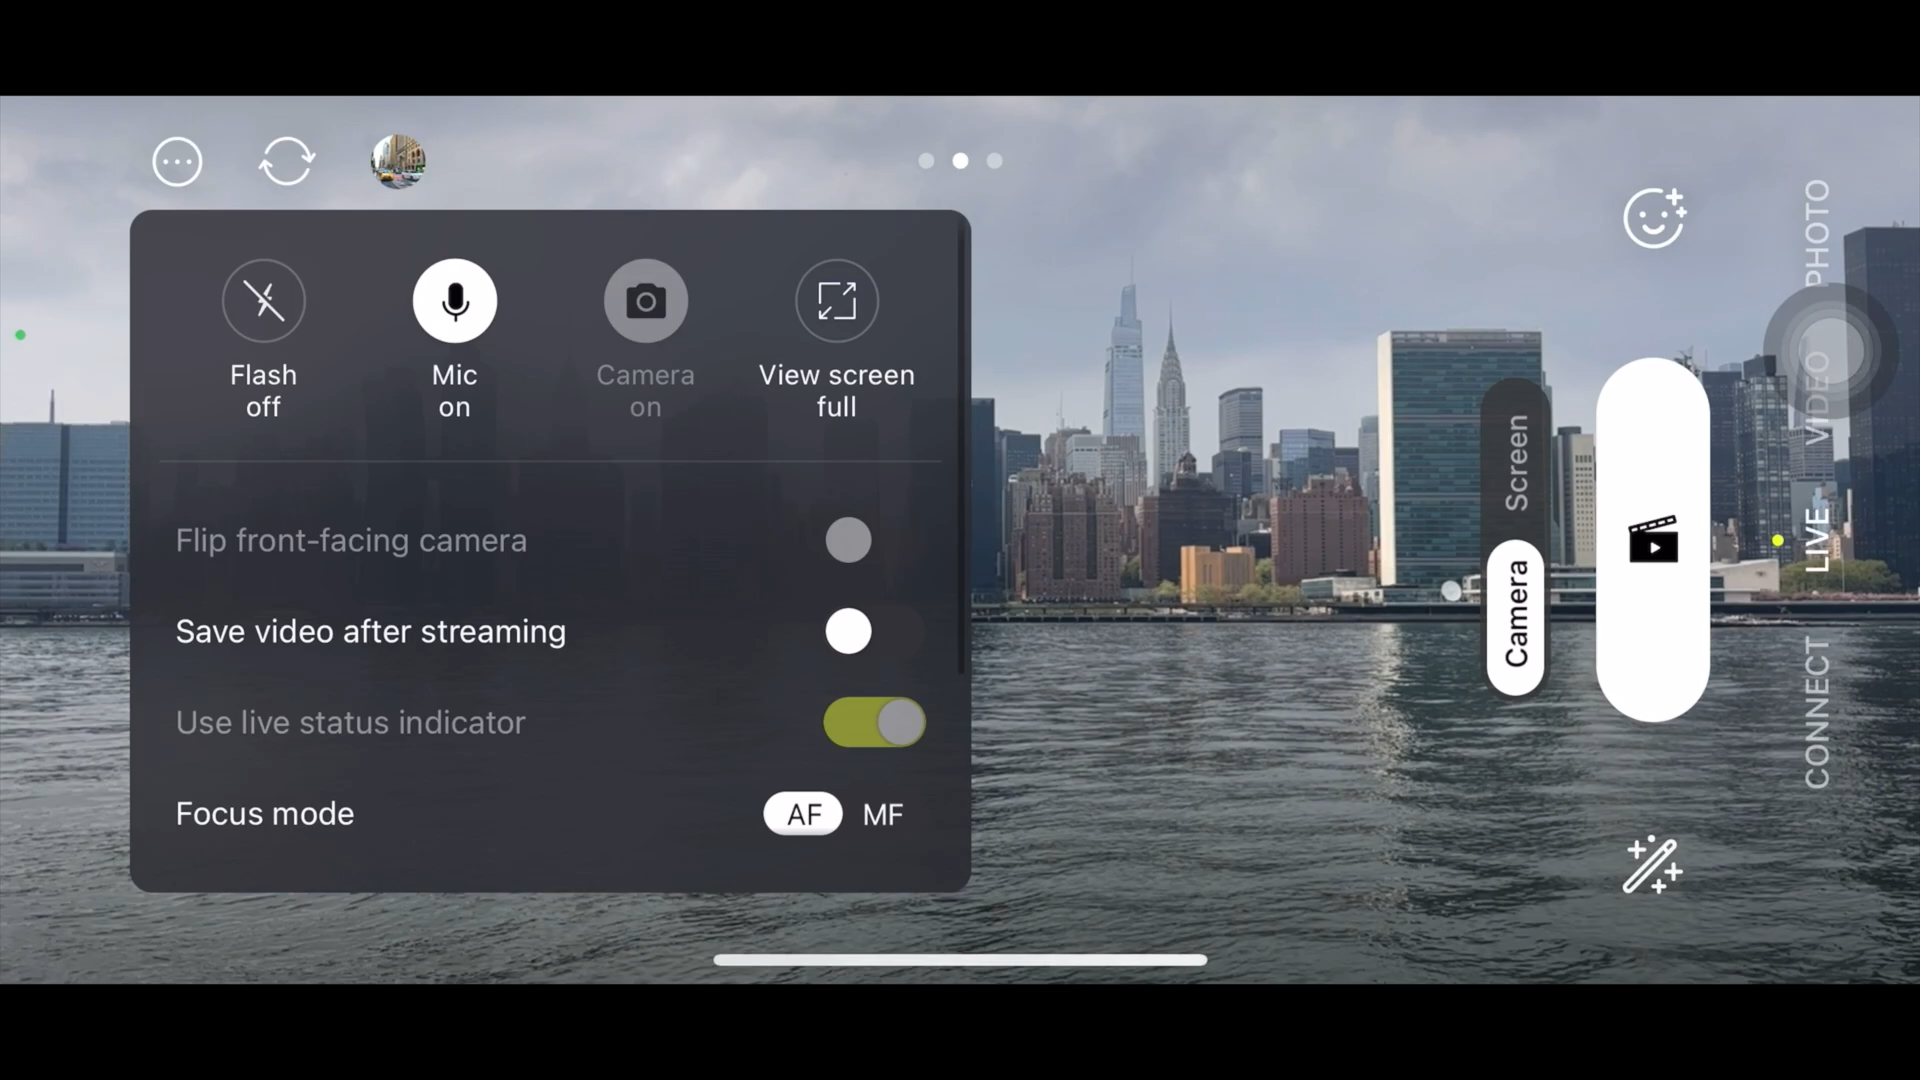 Flash
off
Mic
on
Camera
on
View screen
full
Flip front-facing camera
Save video after streaming
Use live status indicator
Focus mode
AF
MF
Screen
Camera
PHOTO
VIDEO
LIVE
CONNECT